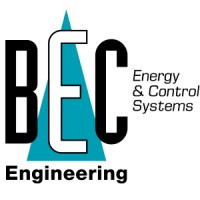 BEC
Energy
& Control
Systems
Engineering